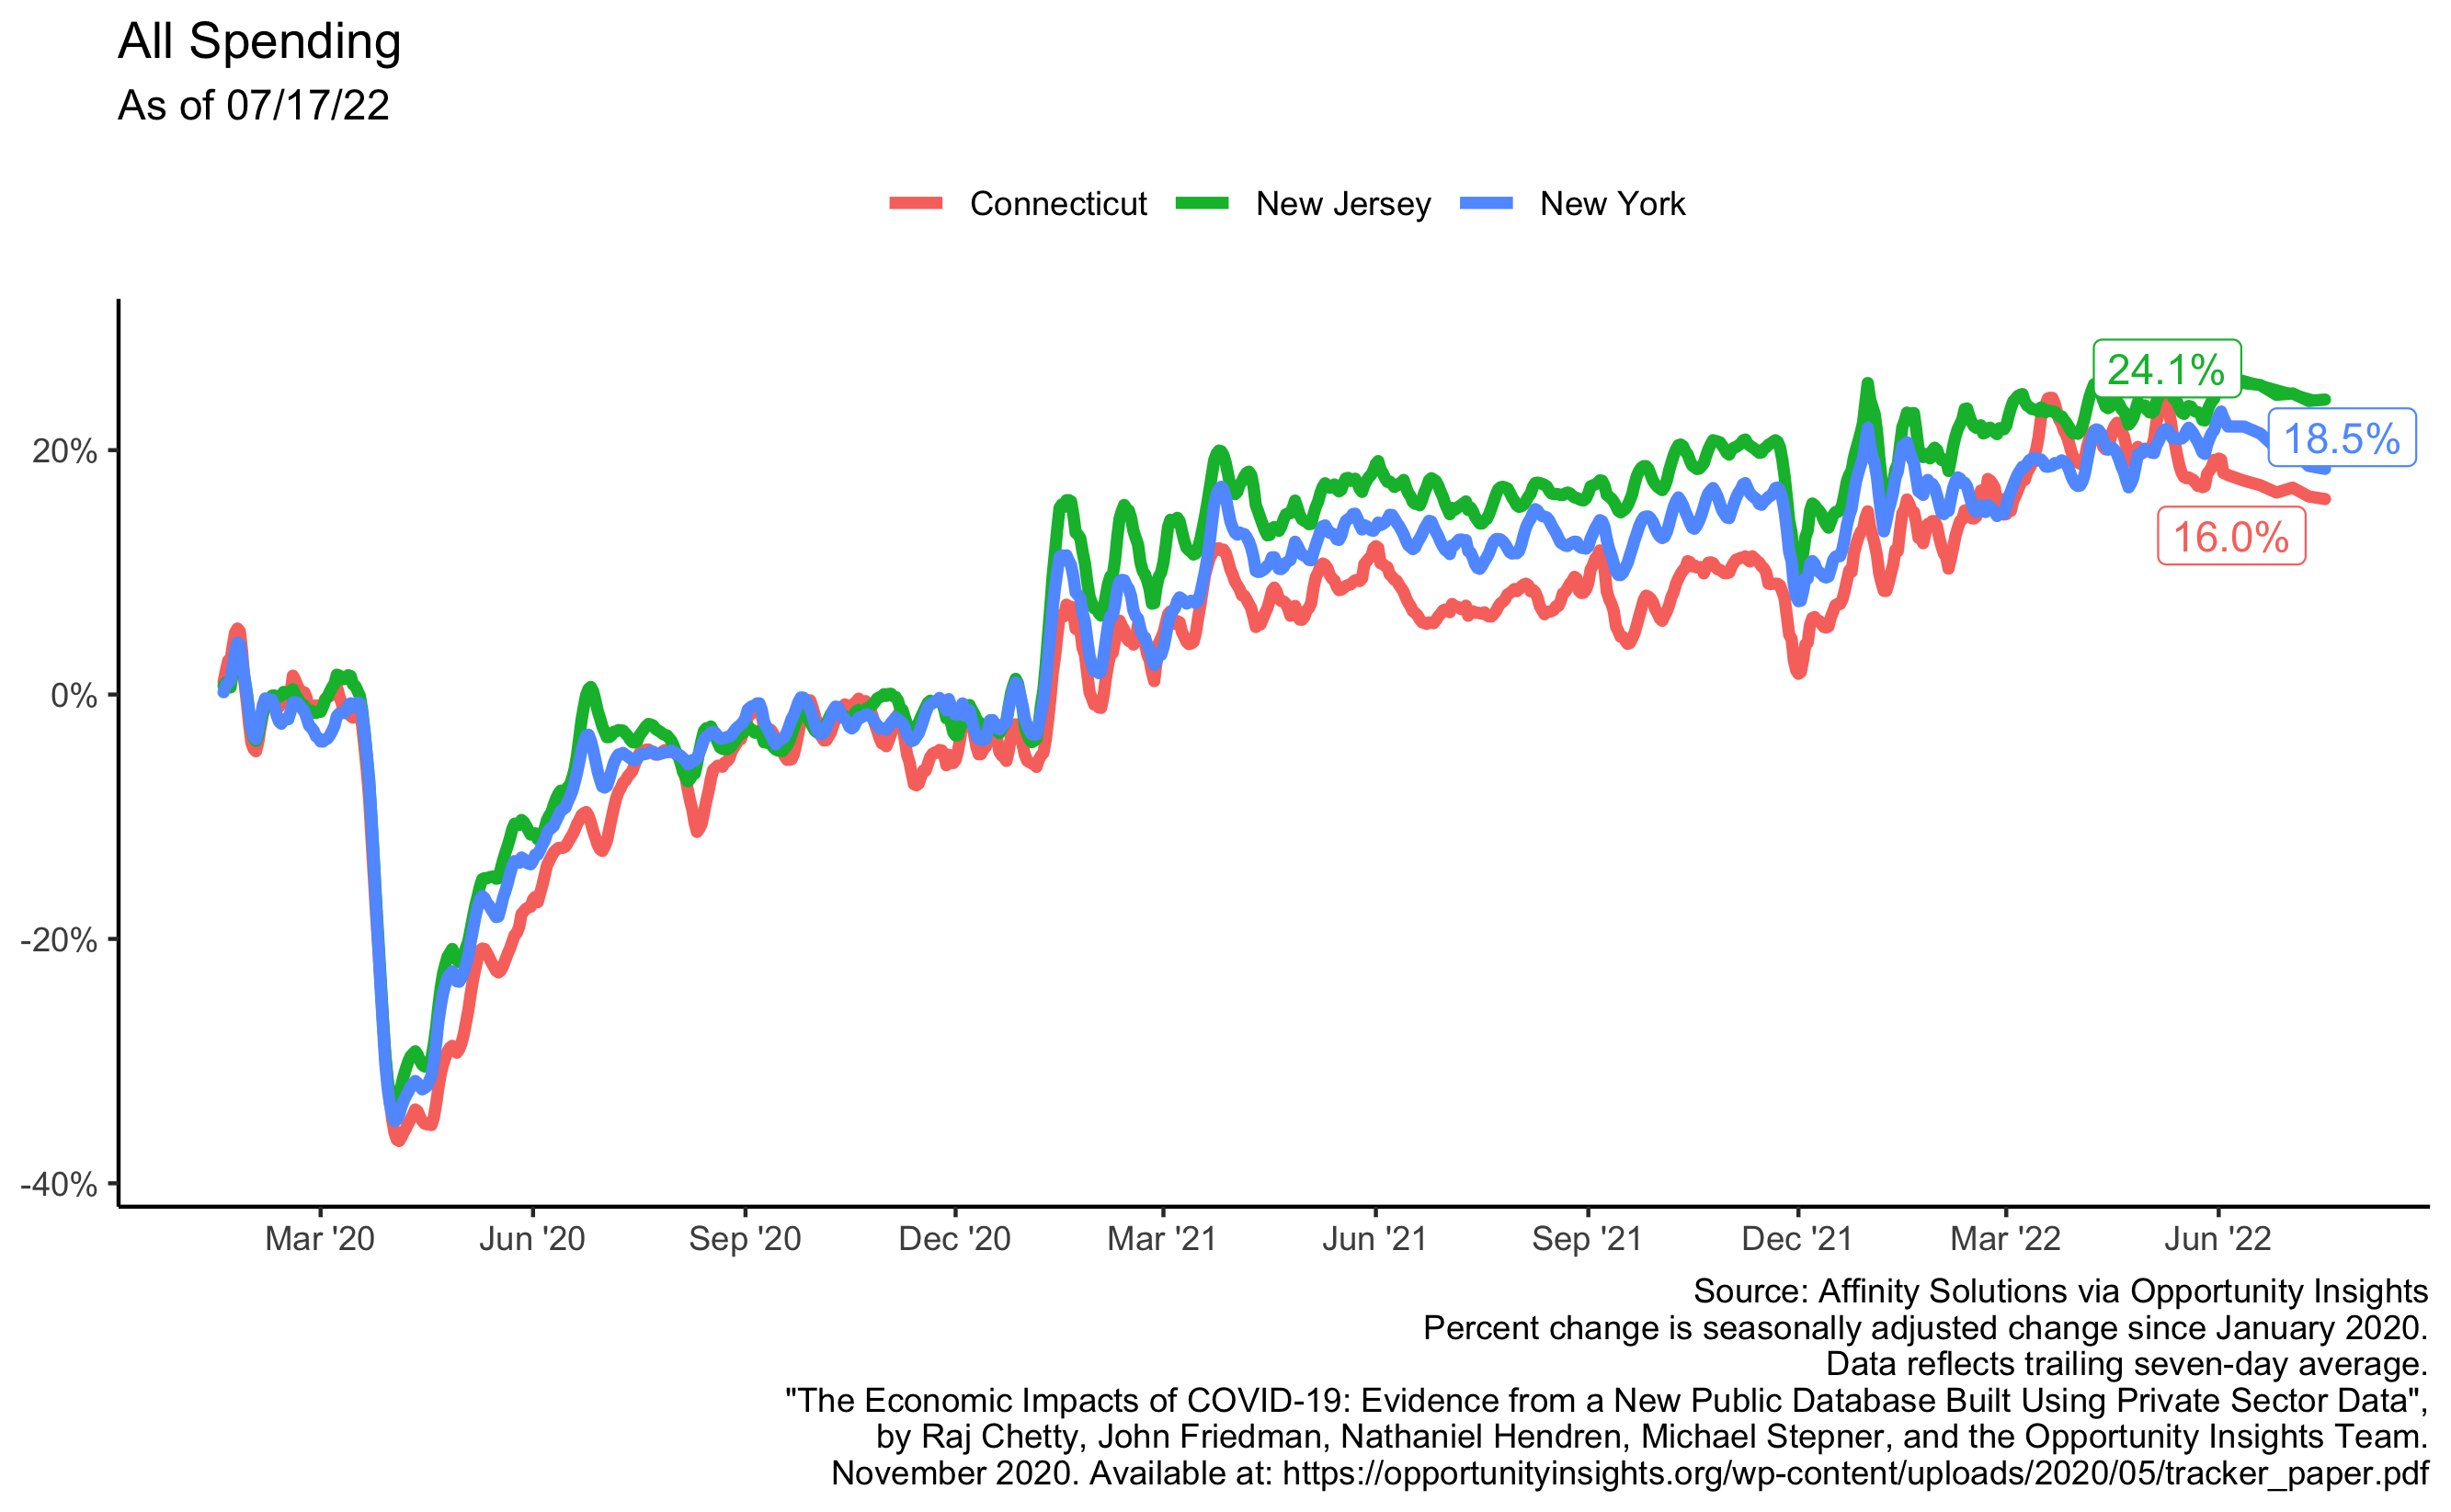 All Spending
As of 07/17/22
Connecticut New Jersey New York
24.1%
18.5%
16.0%
20%
0%
-20%
-40%
Mar '20 Jun '20 Sep '20 Dec '20 Mar '21 Jun '21 Sep '21 Dec '21 Mar '22 Jun '22
Source: Affinity Solutions via Opportunity Insights
Percent change is seasonally adjusted change since January 2020.
Data reflects trailing seven-day average.
"The Economic Impacts of COVID-19: Evidence from a New Public Database Built Using Private Sector Data",
by Raj Chetty, John Friedman, Nathaniel Hendren, Michael Stepner, and the Opportunity Insights Team.
November 2020. Available at: https://opportunityinsights.org/wp-content/uploads/2020/05/tracker_paper.pdf